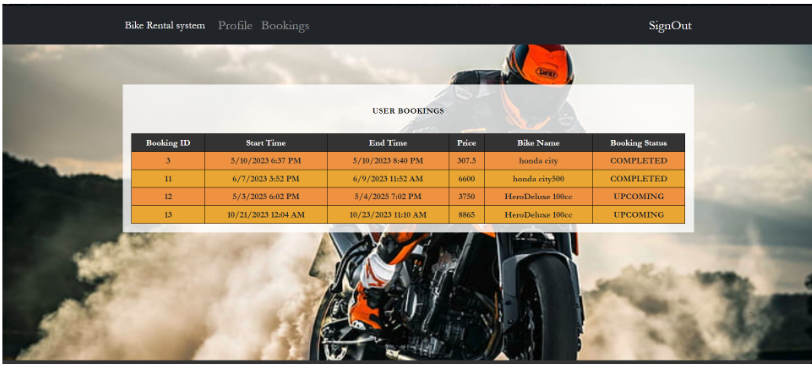 Bike Rental system Profile Bookings SignOut
USER BOOKINGS
Booking ID Start Time End Time Price Bike Name Booking Status
3 5/10/2023 6:37 PM 5/10/2023 8:40 PM 307.5 honda city COMPLETED
11 6/7/2023 3:52 PM 6/9/2023 11:52 AM 6600 honda city500 COMPLETED
12 5/3/2025 6:02 PM 5/4/2025 7:02 PM 3750 HeroDeluxe 100cc UPCOMING
13 10/21/2023 12:04 AM 10/23/2023 11:10 AM 8865 HeroDeluxe 100cc UPCOMING